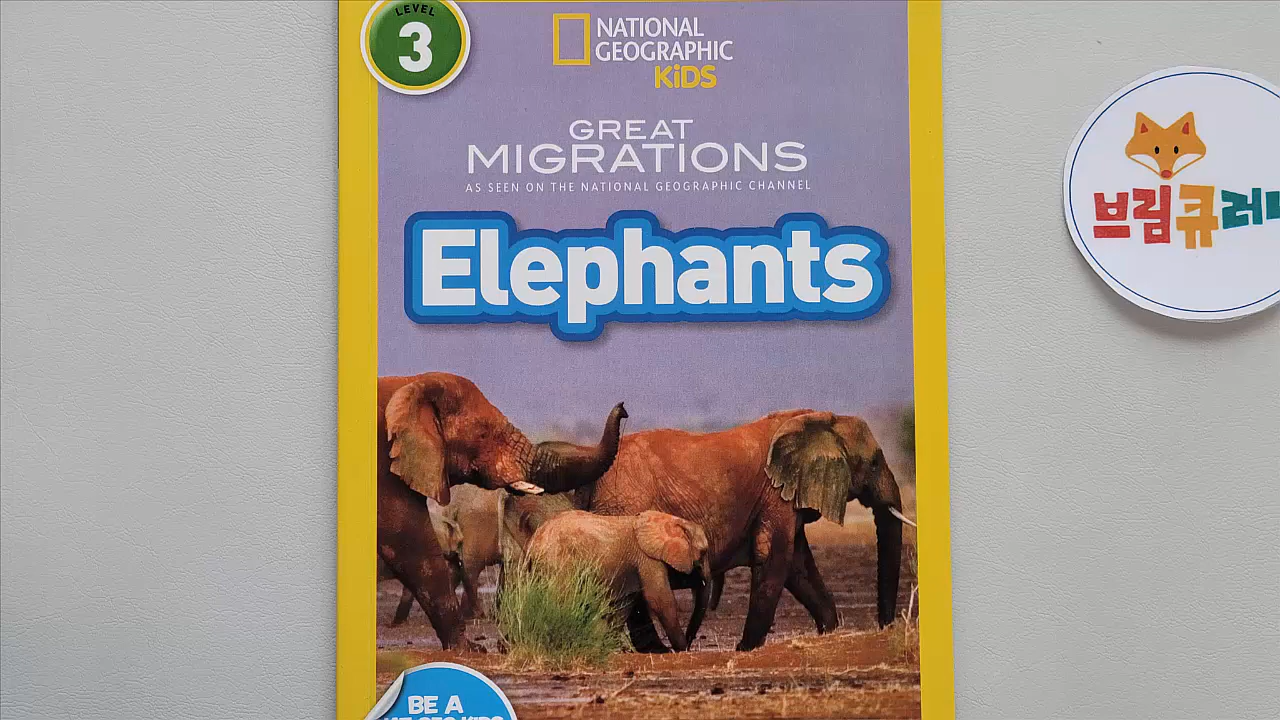 LEVEL
3
NATIONAL
GEOGRAPHIC
KiDS
GREAT
MIGRATIONS
AS SEEN ON THE NATIONAL GEOGRAPHIC CHANNEL
Elephants
브림큐레
BE A